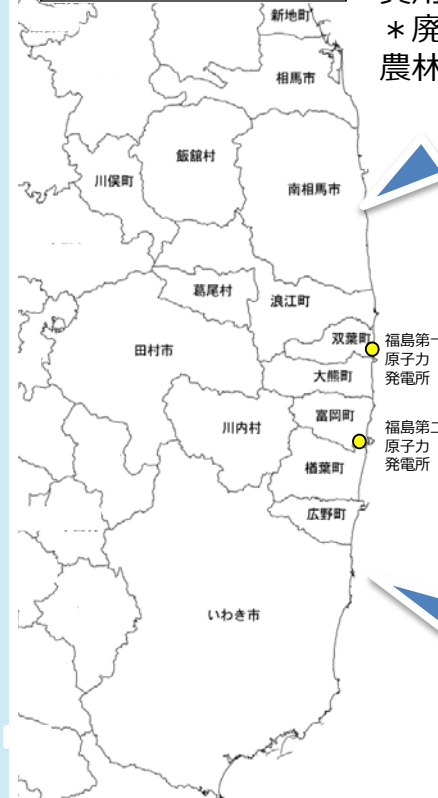 新地町
＊廃
相馬市
農林
飯舘村
川俣町
南相馬市
葛尾村
浪江町
双葉町
福島第一
原子力
発電所
田村市
大熊町
富岡町
川内村
福島第二
原子力
発電所
楢葉町
広野町
いわき市